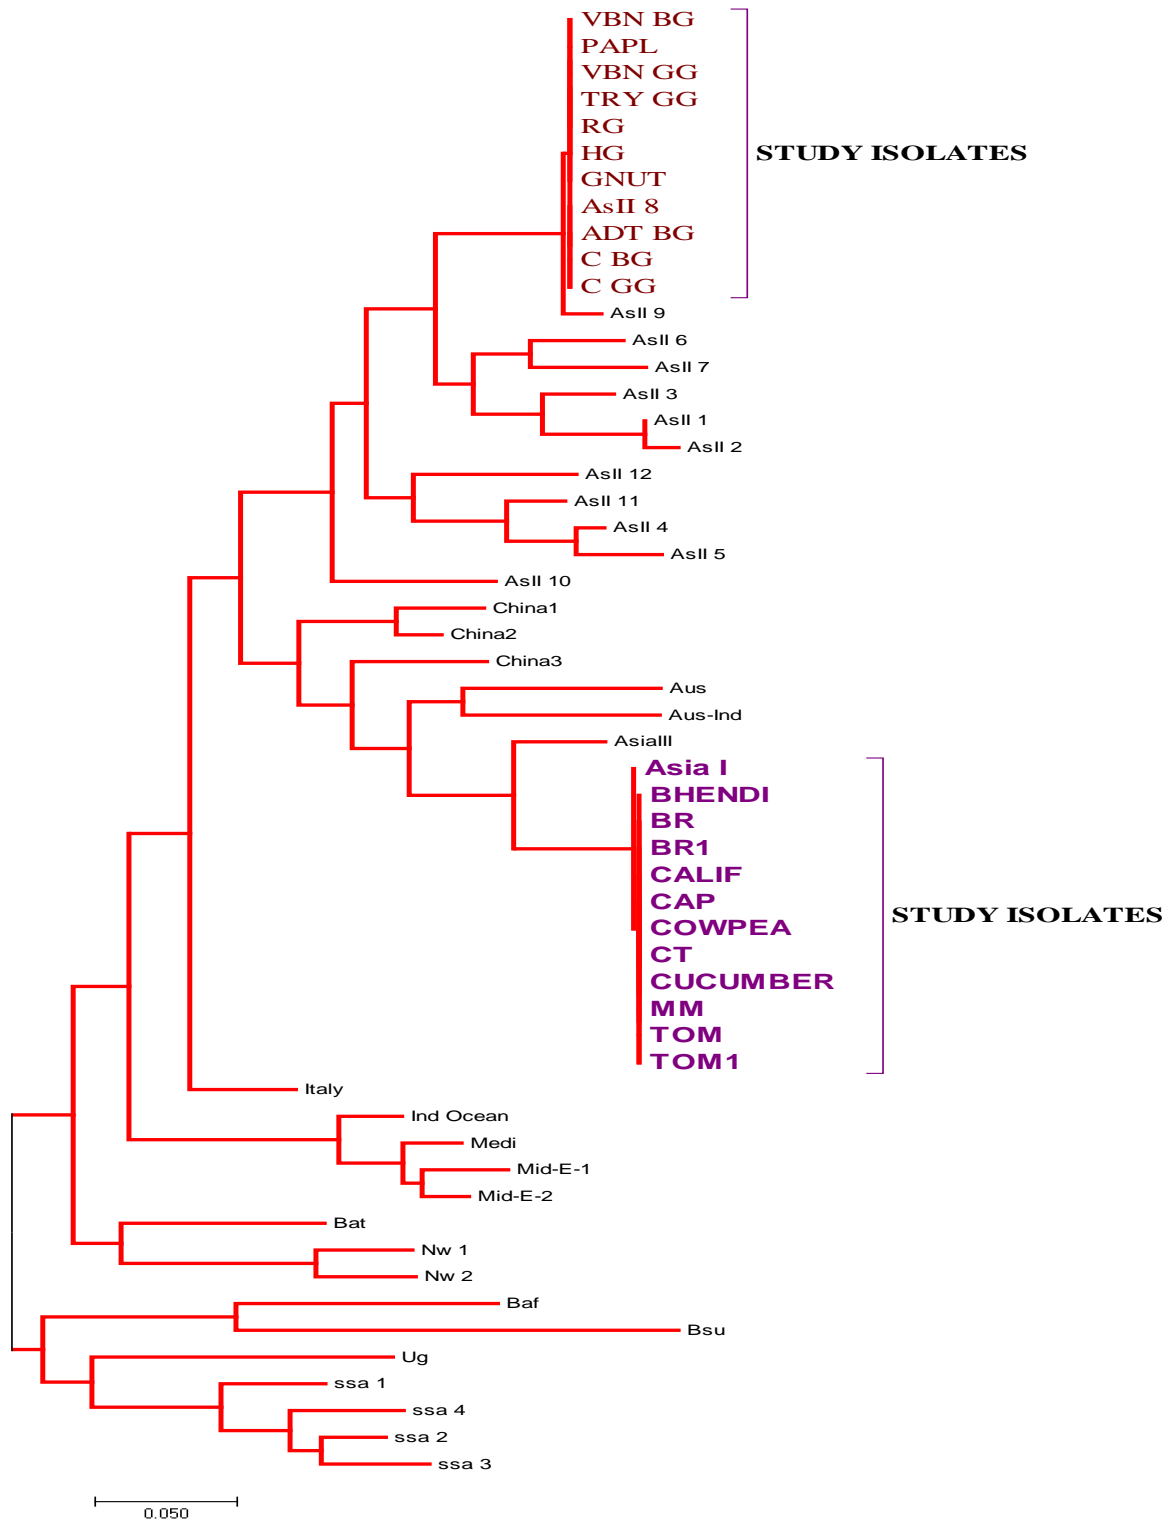 VBN BG
PAPL
VBN GG
TRY GG
RG
HG
STUDY ISOLATES
GNUT
AsII 8
ADT BG
C BG
C GG
AsII 9
AsII 6
AsII 7
AsII 3
AsII 1
AsII 2
AsII 12
AsII 11
AsII 4
AsII 5
AsII 10
China1
China2
China3
Aus
Aus-Ind
AsiaIII
Asia I
BHENDI
BR
BR1
CALIF
CAP
STUDY ISOLATES
COWPEA
CT
CUCUMBER
MM
TOM
TOM1
Italy
Ind Ocean
Medi
Mid-E-1
Mid-E-2
Bat
Nw 1
Nw 2
Baf
Bsu
Ug
ssa 1
ssa 4
ssa 2
ssa 3
0.050